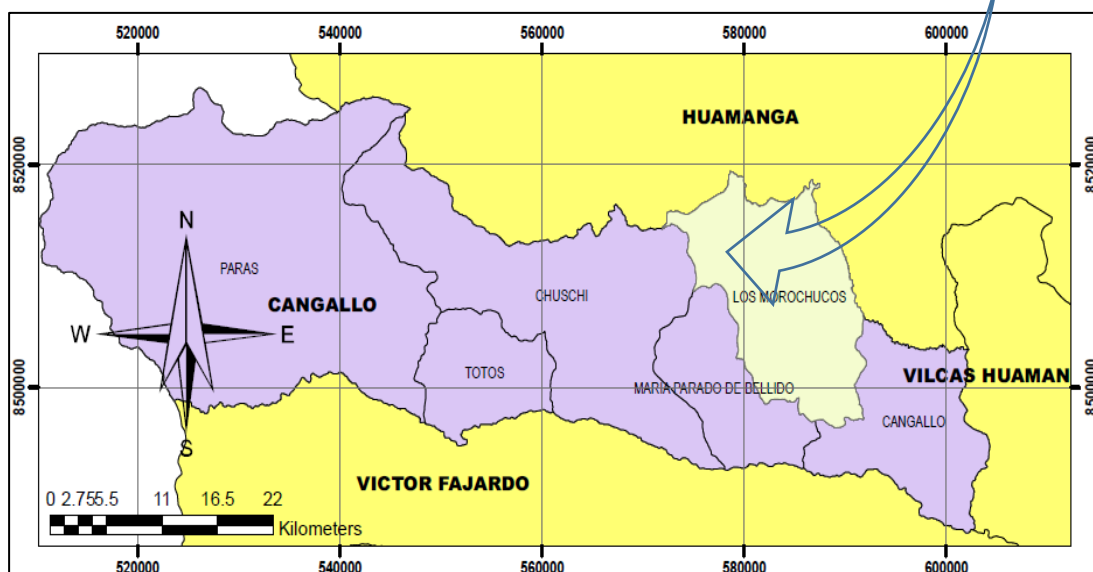 520000 540000 560000 580000 600000
HUAMANGA
8520000
8520000
N
PARAS
CHUSCHI
LOS MOROCHUCOS
CANGALLO
W
E
TOTOS
MARIA PARADO DE BELLIDO
VILCAS HUAMAN
8500000
8500000
CANGALLO
S
VICTOR FAJARDO
0 2.75 5.5 11 16.5 22
Kilometers
520000 540000 560000 580000 600000